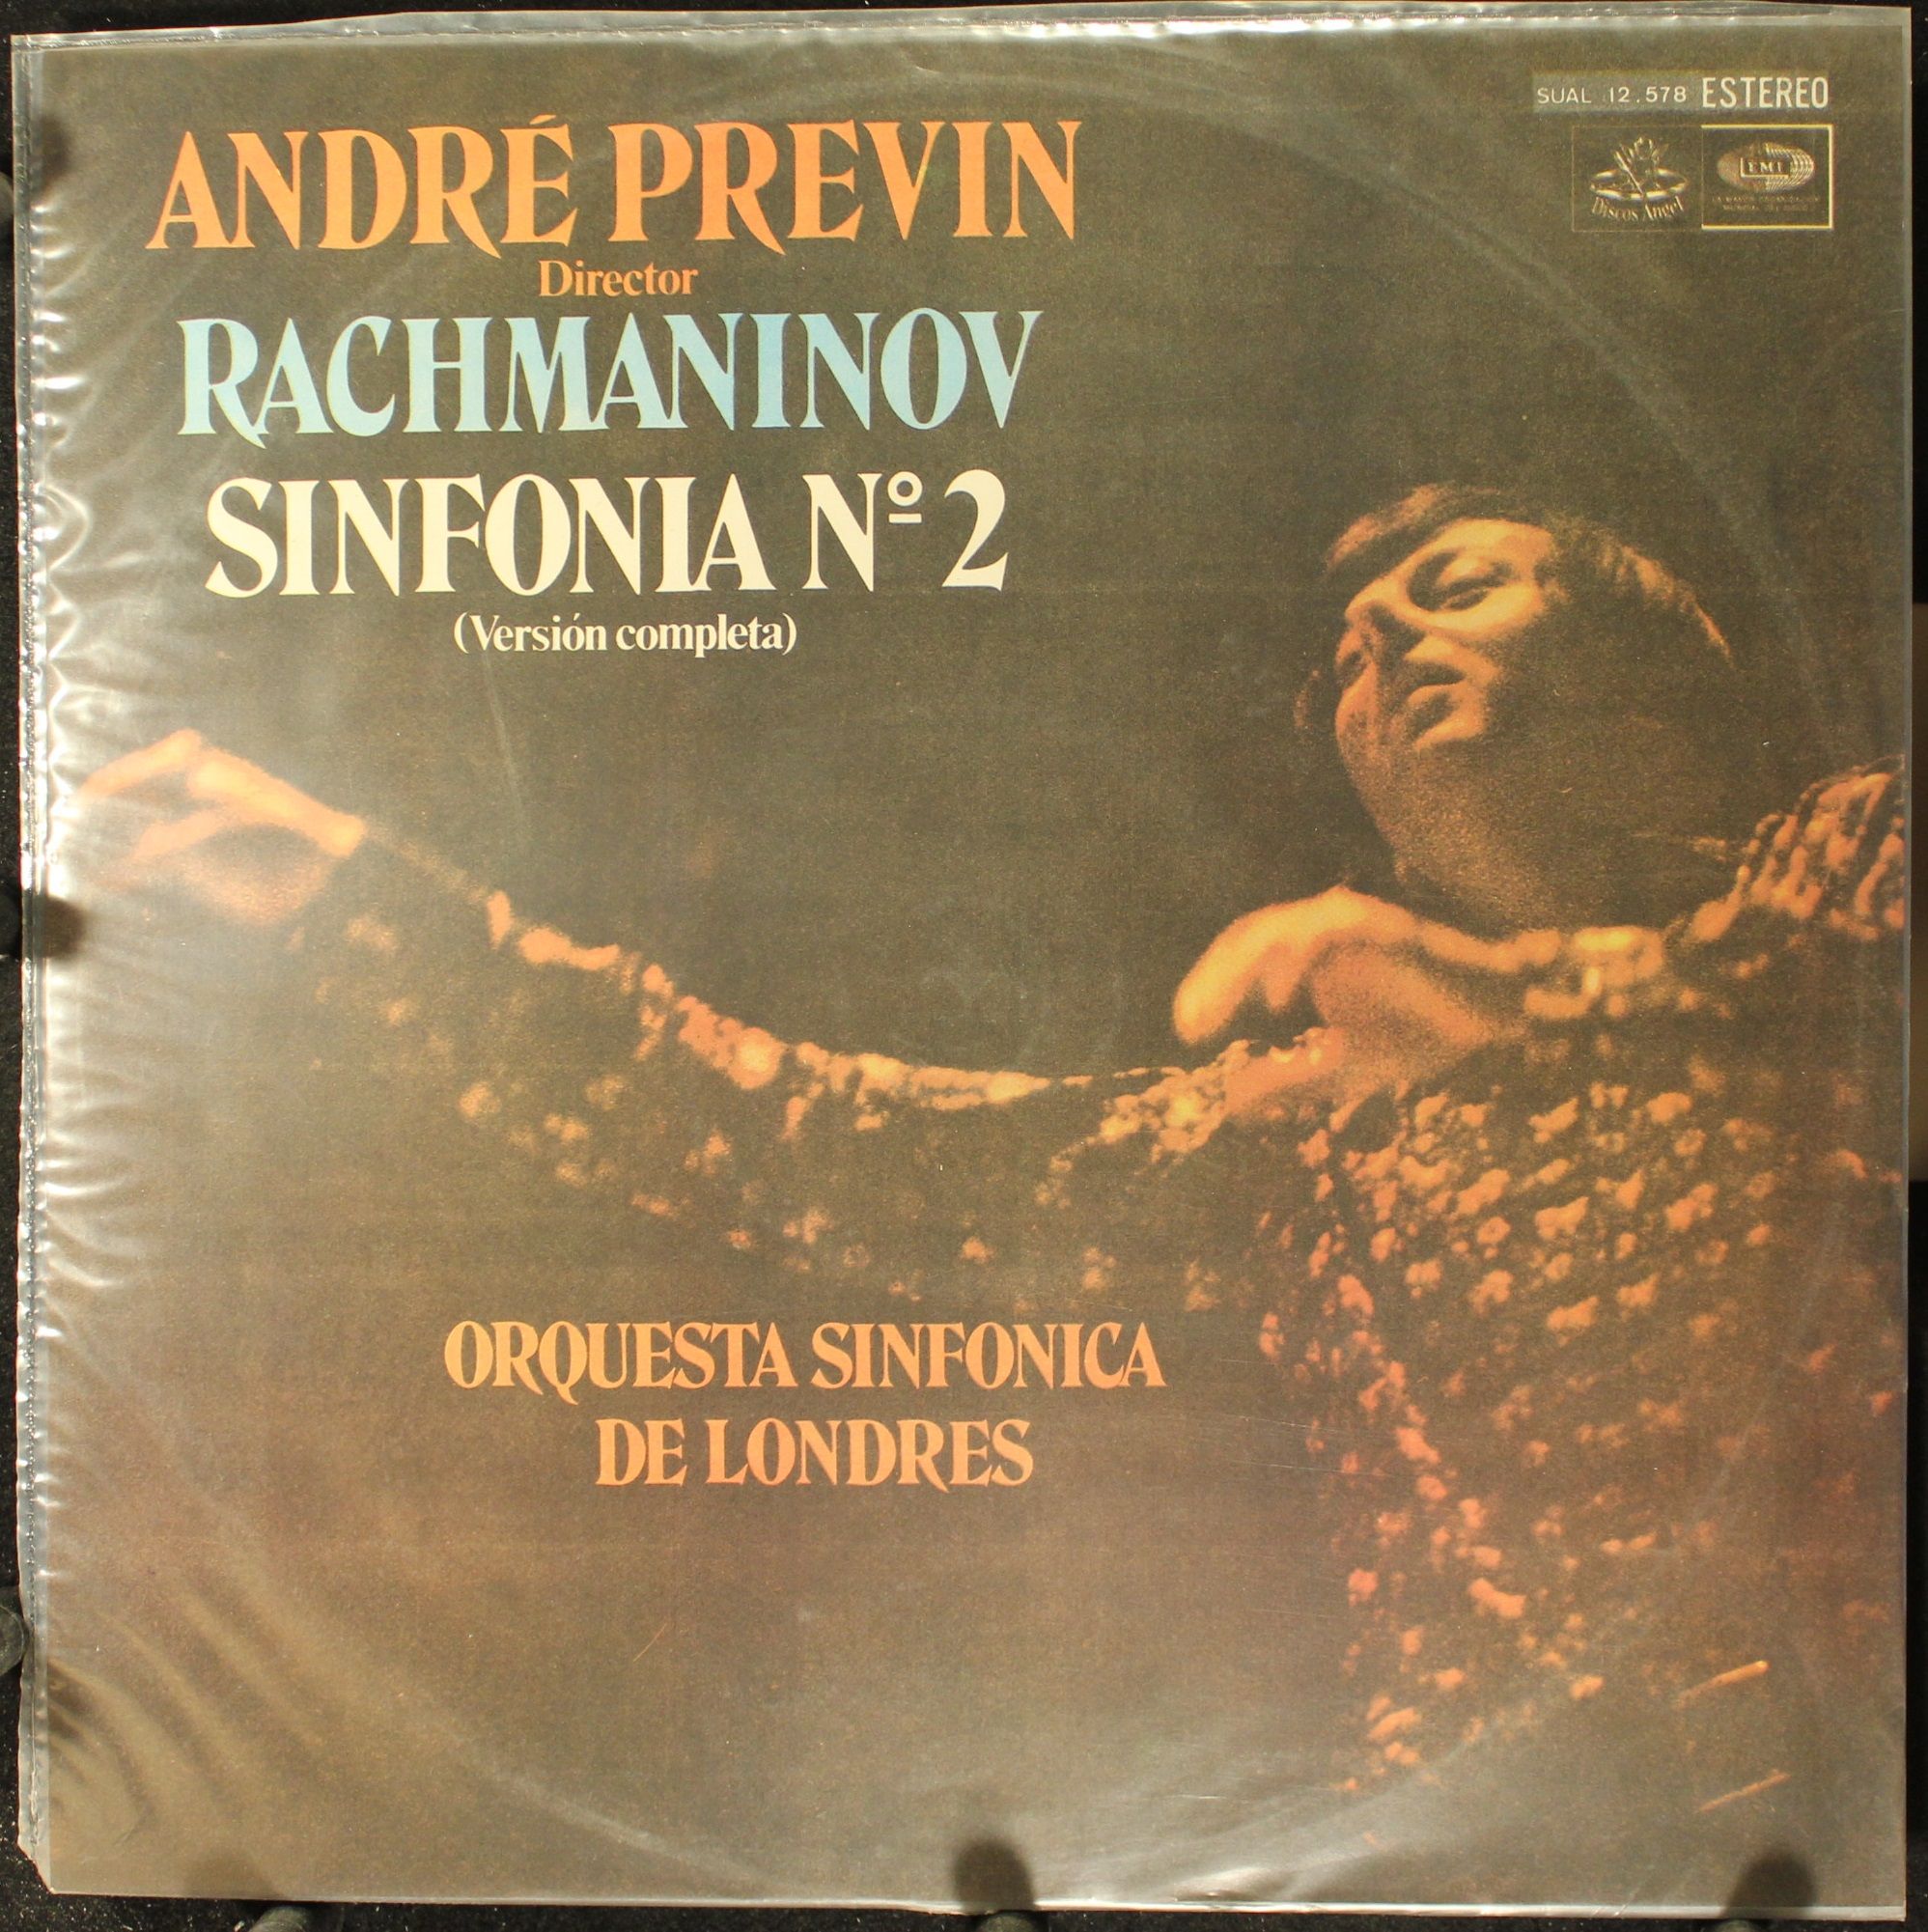 SUAL 12.578 ESTEREO
Discos Angel
EMI
ANDRÉ PREVIN
Director
RACHMANINOV
SINFONIA Nº 2
(Versión completa)
ORQUESTA SINFONICA
DE LONDRES